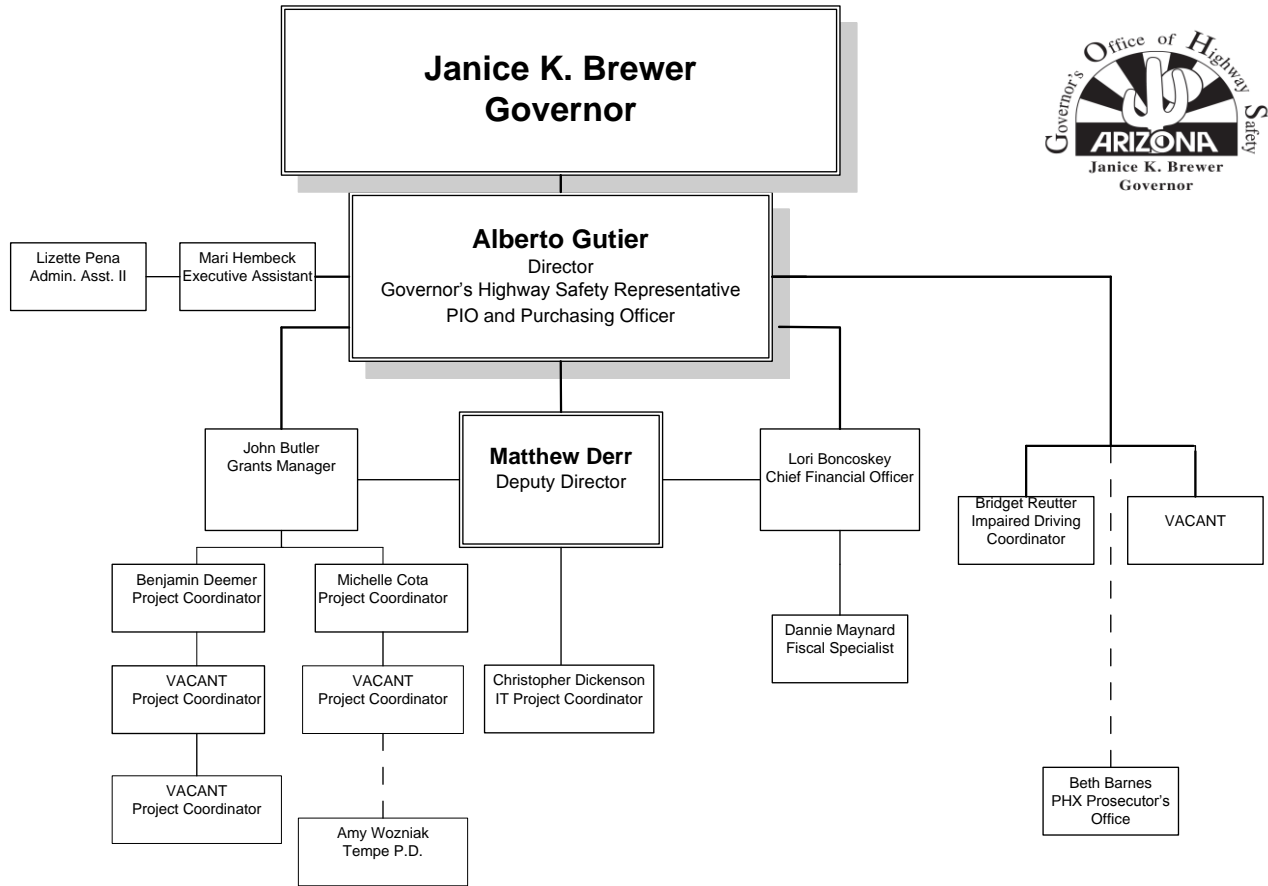 Janice K. Brewer
Governor
Governor's Office of Highway Safety
ARIZONA
Janice K. Brewer
Governor
Alberto Gutier
Director
Governor's Highway Safety Representative
PIO and Purchasing Officer
Lizette Pena
Admin. Asst. II
Mari Hembeck
Executive Assistant
John Butler
Grants Manager
Matthew Derr
Deputy Director
Lori Boncoskey
Chief Financial Officer
Bridget Reutter
Impaired Driving
Coordinator
VACANT
Benjamin Deemer
Project Coordinator
Michelle Cota
Project Coordinator
Dannie Maynard
Fiscal Specialist
VACANT
Project Coordinator
VACANT
Project Coordinator
Christopher Dickenson
IT Project Coordinator
VACANT
Project Coordinator
Amy Wozniak
Tempe P.D.
Beth Barnes
PHX Prosecutor's
Office